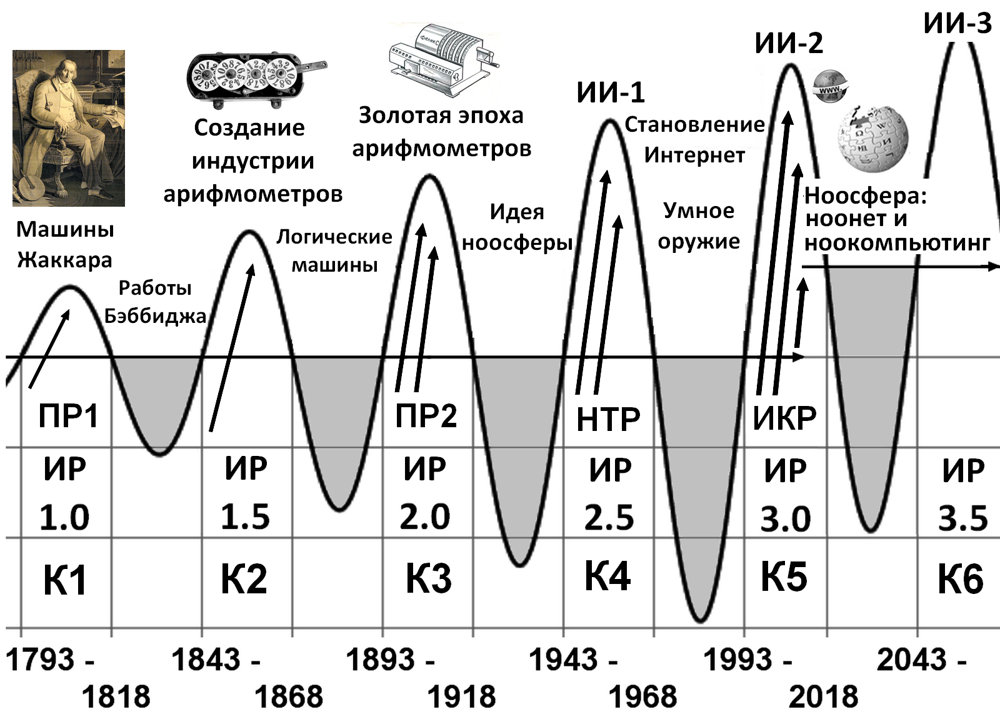 ИИ-3
ИИ-2
ИИ-1
ФЕЛИКС
www.
Машины
Жаккара
Создание
индустрии
арифмометров
Золотая эпоха
арифмометров
Становление
Интернет
Работы
Бэббиджа
Логические
машины
Идея
ноосферы
Умное
оружие
Ноосфера:
ноонет и
ноокомпьютинг
ПР1
ПР2
НТР
ИКР
ИР
1.0
ИР
1.5
ИР
2.0
ИР
2.5
ИР
3.0
ИР
3.5
К1
К2
К3
К4
К5
К6
1793 -
1818
1843 -
1868
1893 -
1918
1943 -
1968
1993 -
2018
2043 -